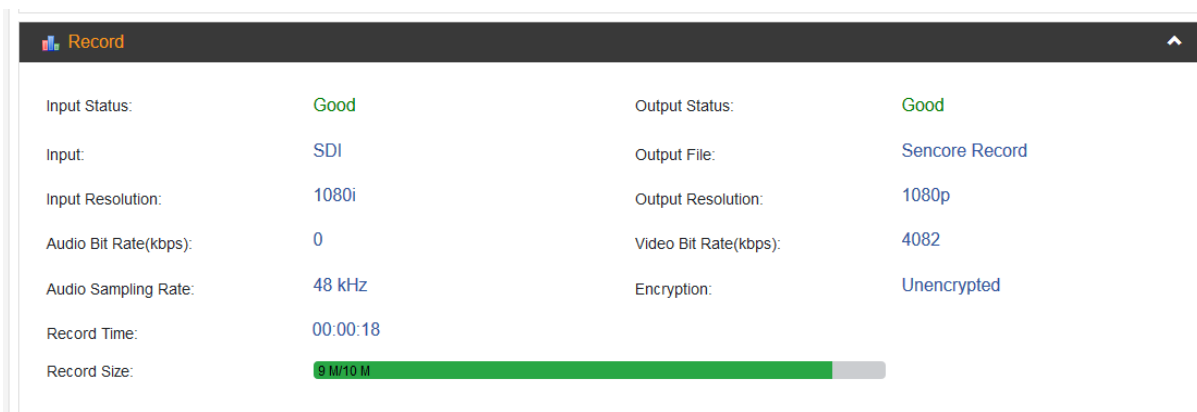 Record
Input Status: Good Output Status: Good
Input: SDI Output File: Sencore Record
Input Resolution: 1080i Output Resolution: 1080p
Audio Bit Rate(kbps): 0 Video Bit Rate(kbps): 4082
Audio Sampling Rate: 48 kHz Encryption: Unencrypted
Record Time: 00:00:18
Record Size: 9 M/10 M